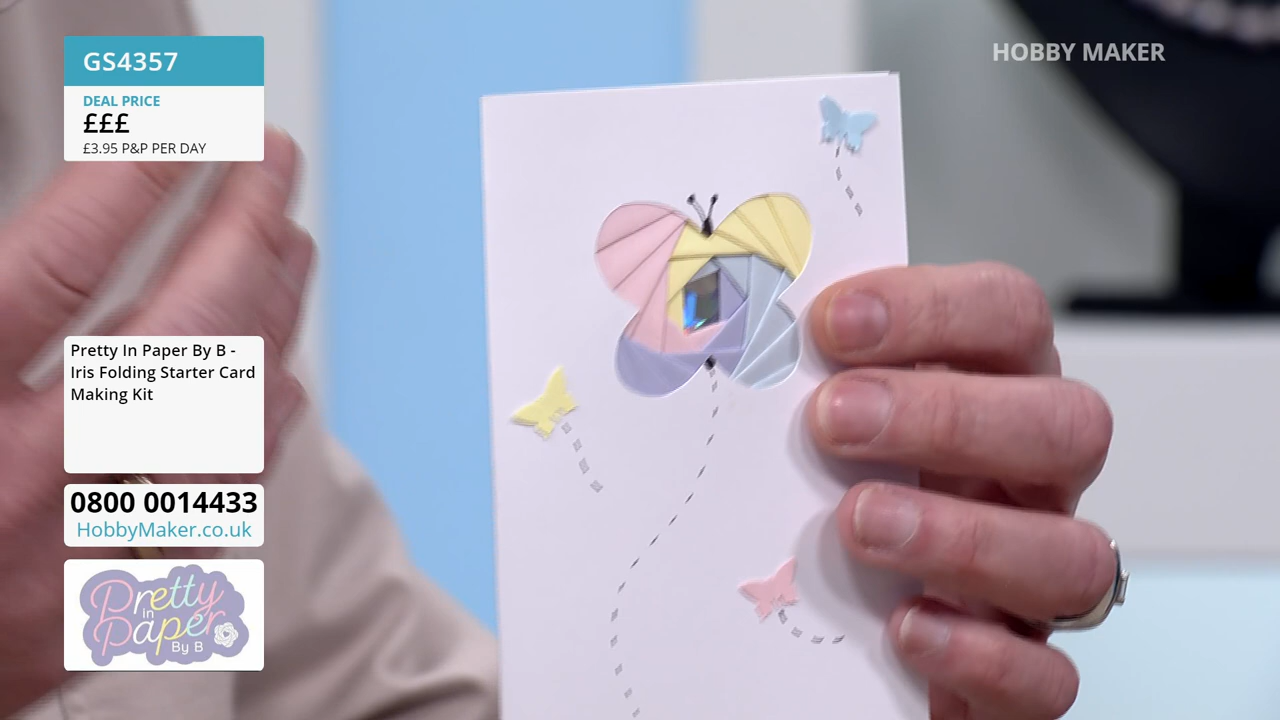 GS4357
DEAL PRICE
£££
£3.95 P&P PER DAY
HOBBY MAKER
Pretty In Paper By B -
Iris Folding Starter Card
Making Kit
0800 0014433
HobbyMaker.co.uk
Pretty
in
Paper
By B